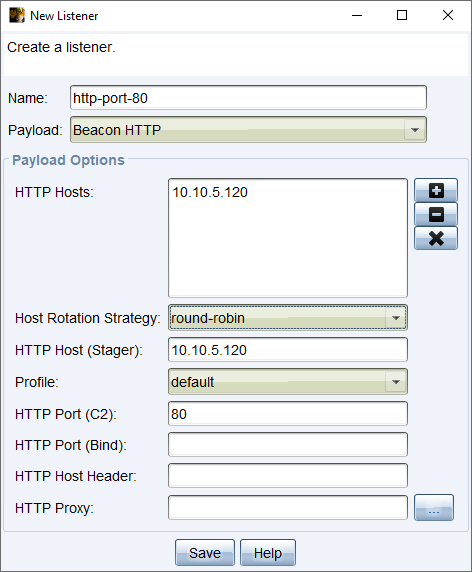 New Listener
Create a listener.
Name: http-port-80
Payload: Beacon HTTP
Payload Options
HTTP Hosts: 10.10.5.120
Host Rotation Strategy: round-robin
HTTP Host (Stager): 10.10.5.120
Profile: default
HTTP Port (C2): 80
HTTP Port (Bind):
HTTP Host Header:
HTTP Proxy: ...
Save Help